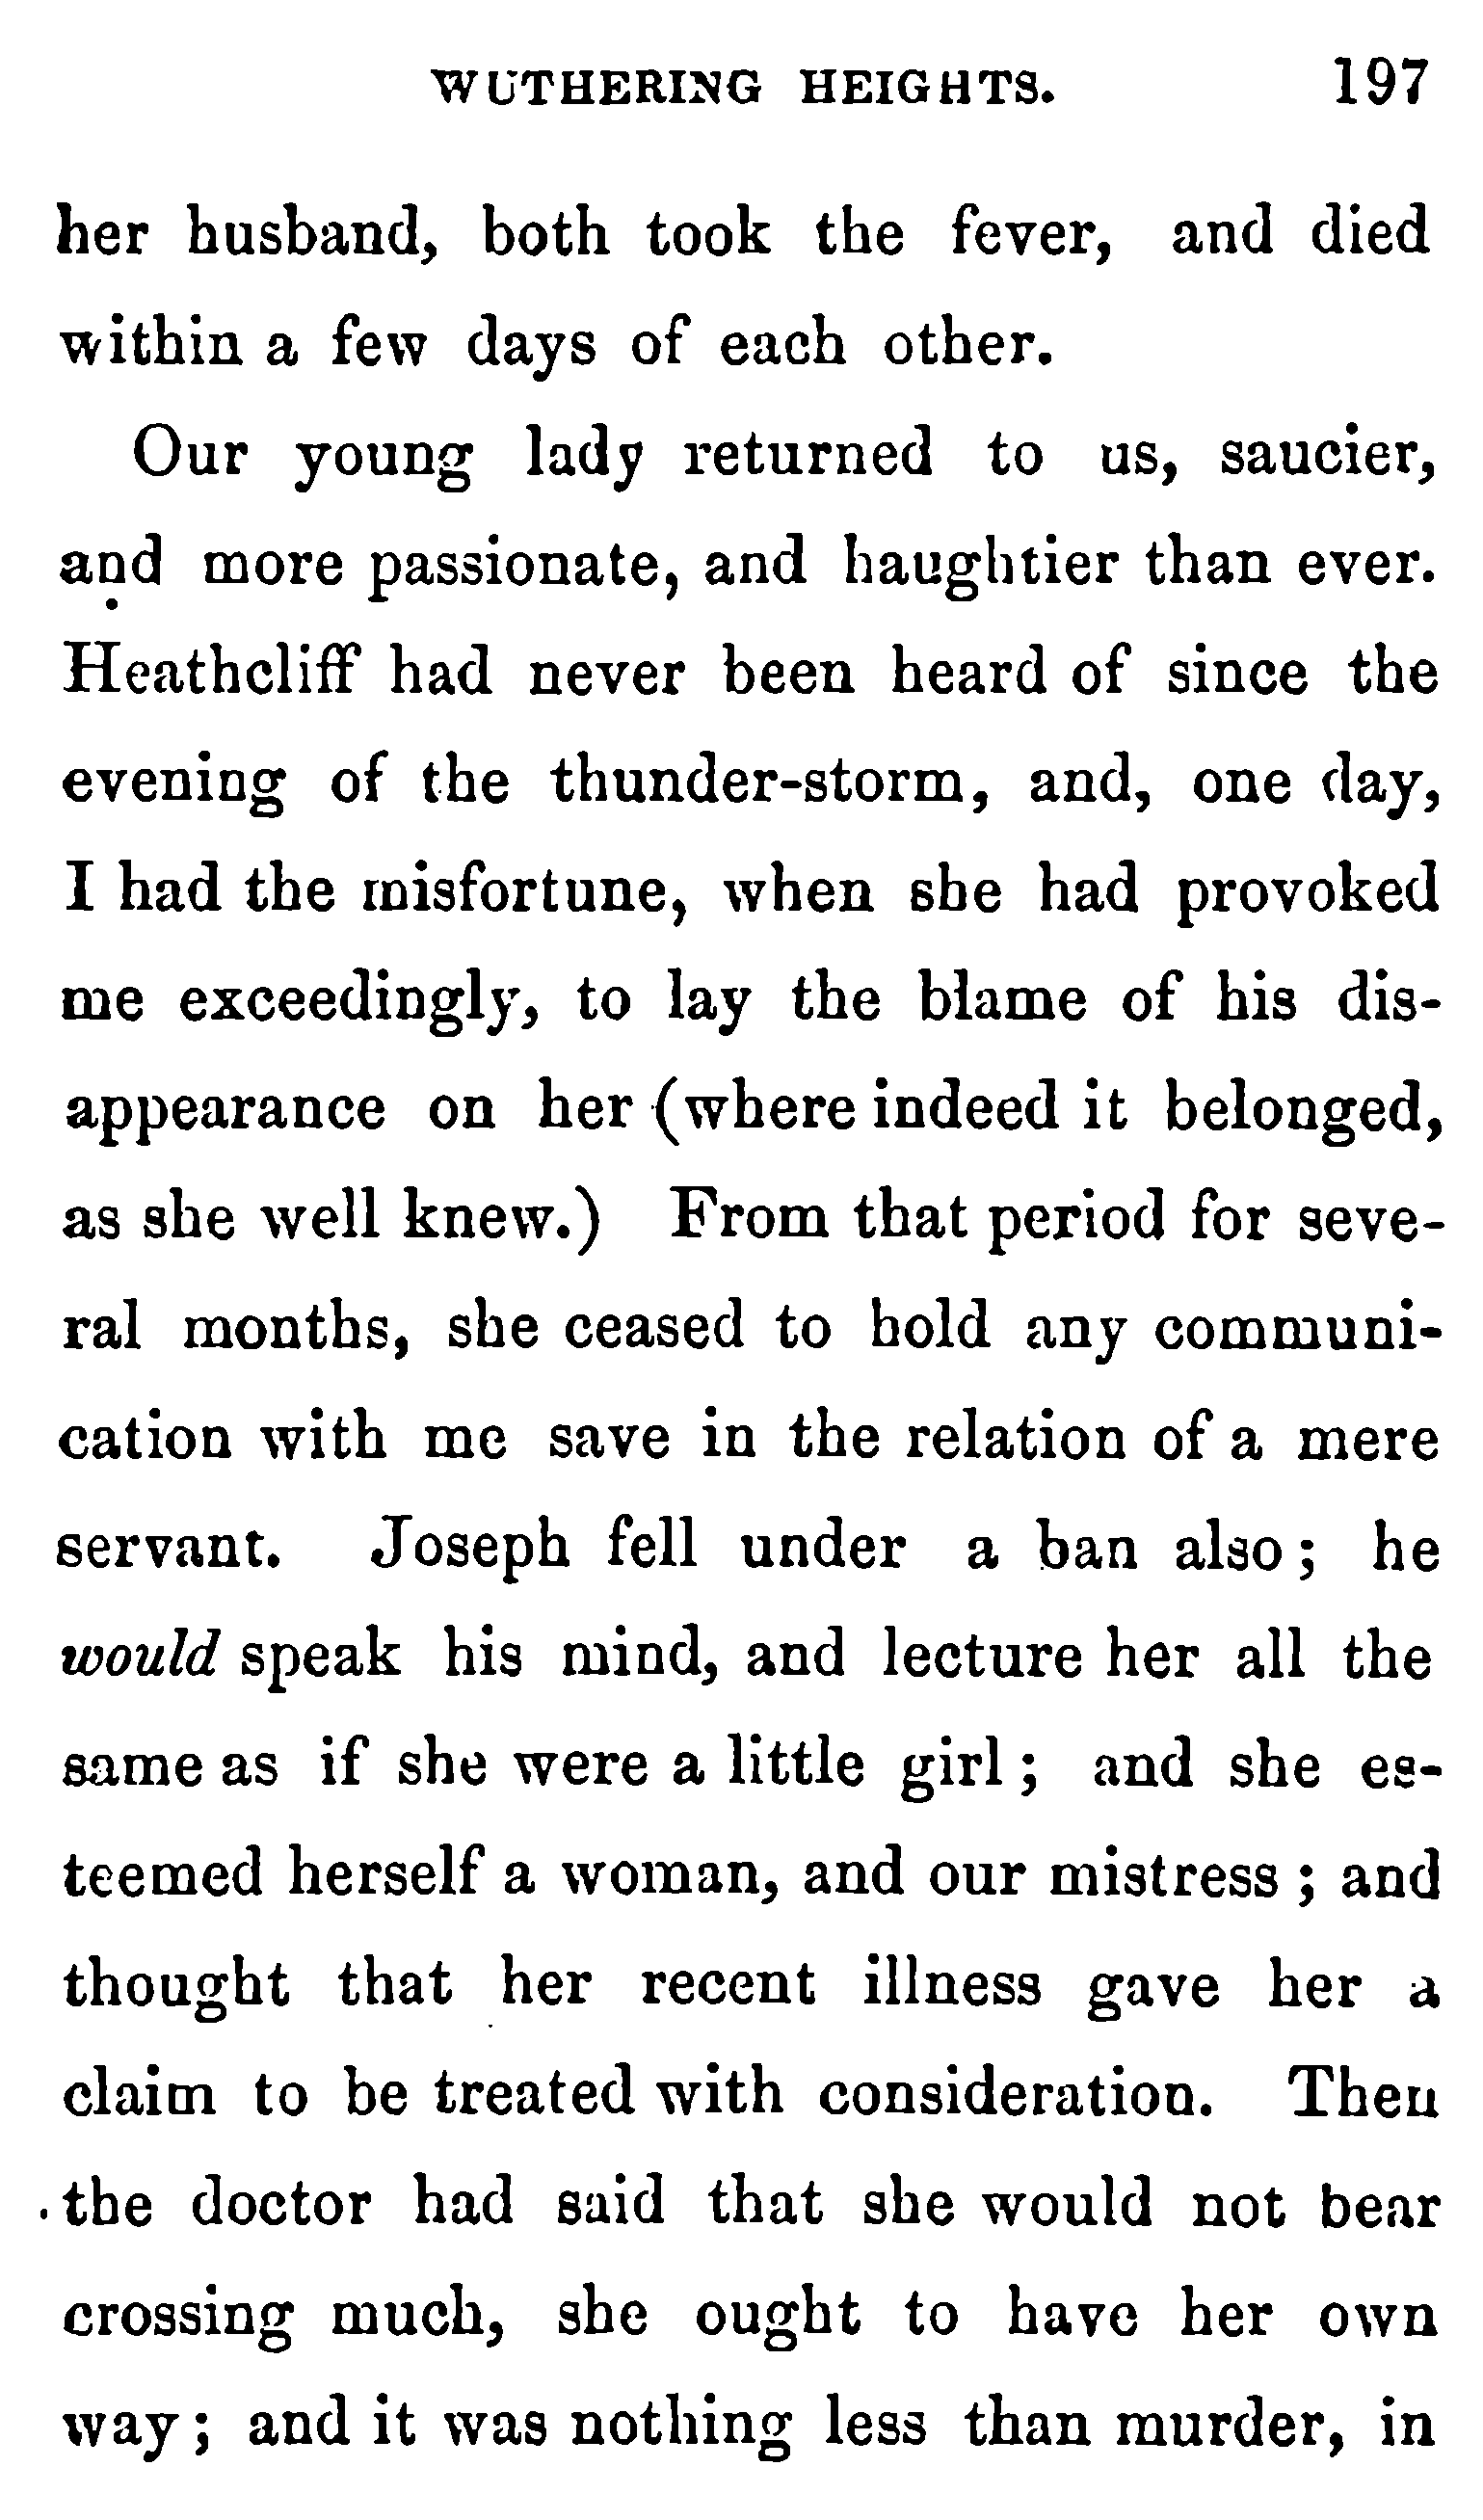 WUTHERING HEIGHTS. 197
her husband, both took the fever, and died
within a few days of each other.
Our young lady returned to us, saucier,
and more passionate, and haughtier than ever.
Heathcliff had never been heard of since the
evening of the thunder-storm, and, one day,
I had the misfortune, when she had provoked
me exceedingly, to lay the blame of his dis-
appearance on her (where indeed it belonged,
as she well knew.) From that period for seve-
ral months, she ceased to hold any communi-
cation with me save in the relation of a mere
servant. Joseph fell under a ban also; he
would speak his mind, and lecture her all the
same as if she were a little girl; and she es-
teemed herself a woman, and our mistress; and
thought that her recent illness gave her a
claim to be treated with consideration. Then
the doctor had said that she would not bear
crossing much, she ought to have her own
way; and it was nothing less than murder, in